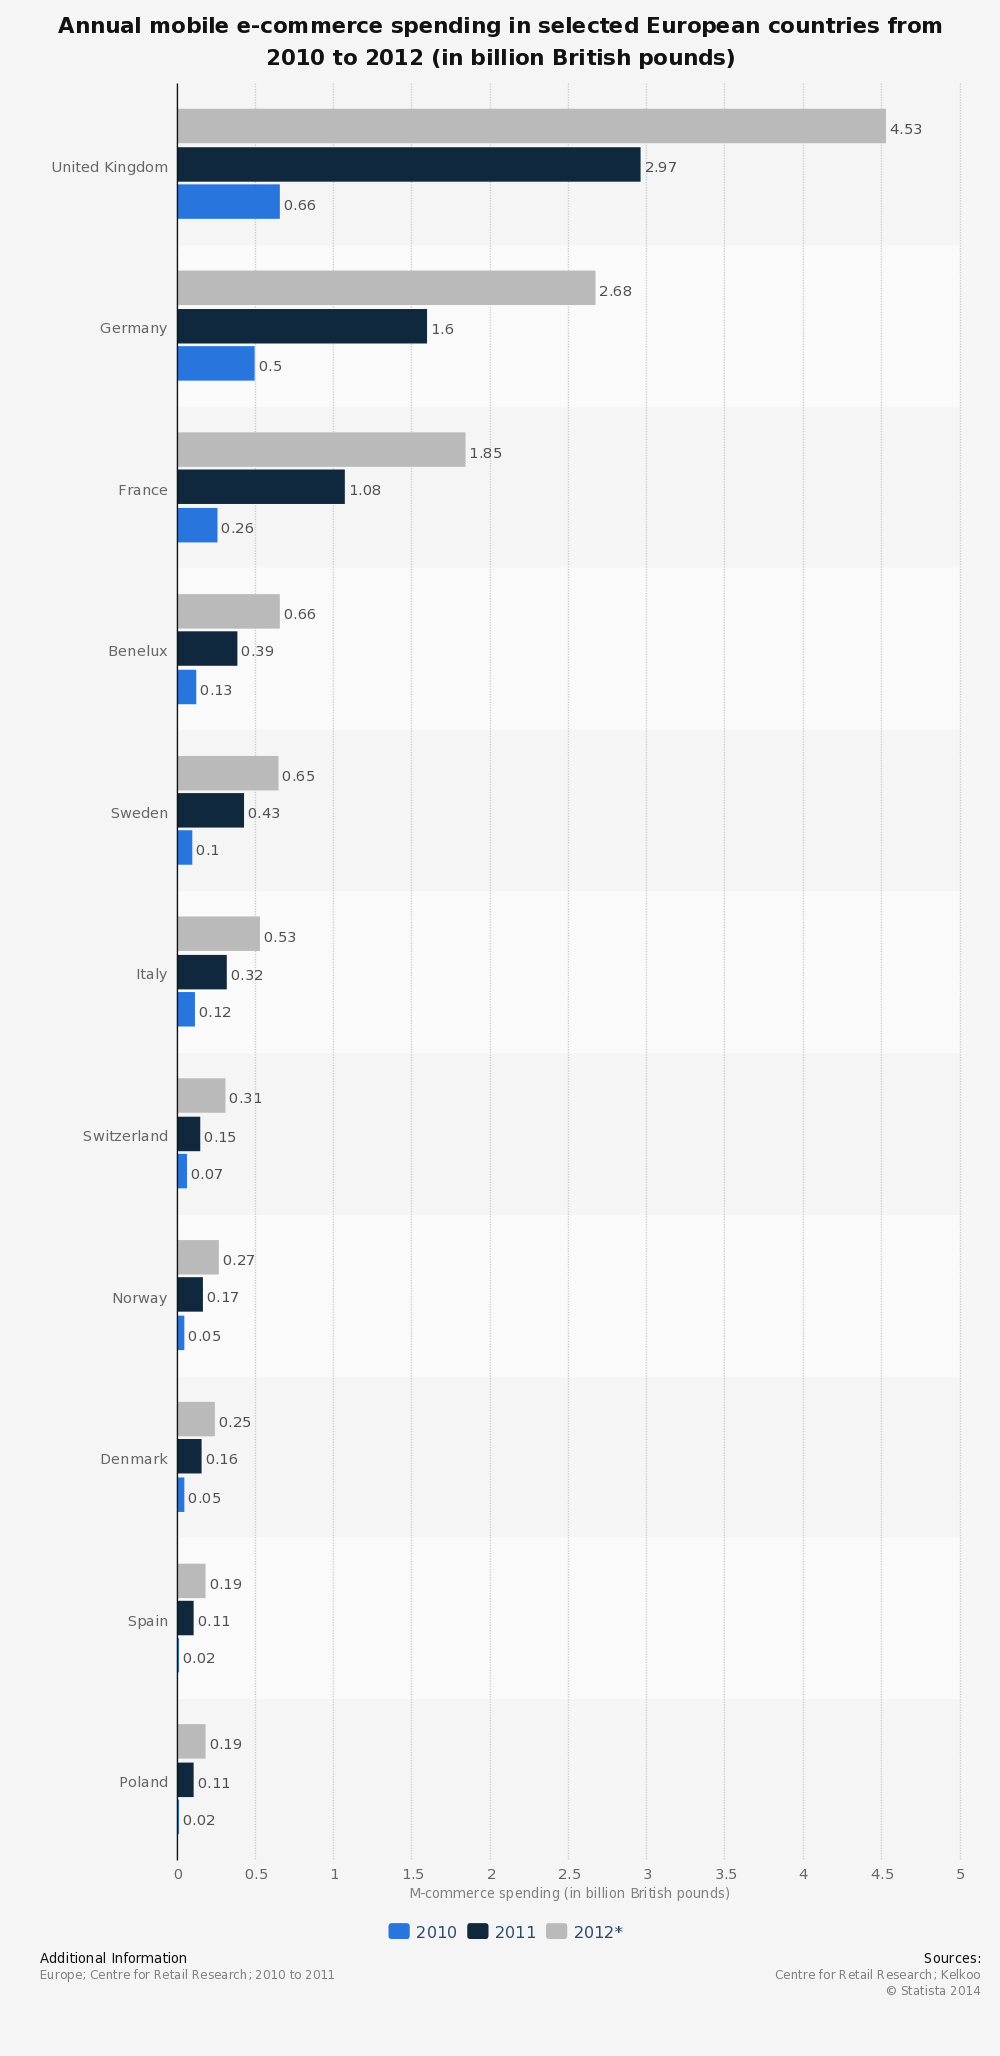 Annual mobile e-commerce spending in selected European countries from
2010 to 2012 (in billion British pounds)
4.53
United Kingdom 2.97
0.66
2.68
Germany 1.6
0.5
1.85
France 1.08
0.26
0.66
Benelux 0.39
0.13
0.65
Sweden 0.43
0.1
0.53
Italy 0.32
0.12
0.31
Switzerland 0.15
0.07
0.27
Norway 0.17
0.05
0.25
Denmark 0.16
0.05
0.19
Spain 0.11
0.02
0.19
Poland 0.11
0.02
0 0.5 1 1.5 2 2.5 3 3.5 4 4.5 5
M-commerce spending (in billion British pounds)
2010 2011 2012*
Additional Information Sources:
Europe; Centre for Retail Research; 2010 to 2011 Centre for Retail Research; Kelkoo
© Statista 2014